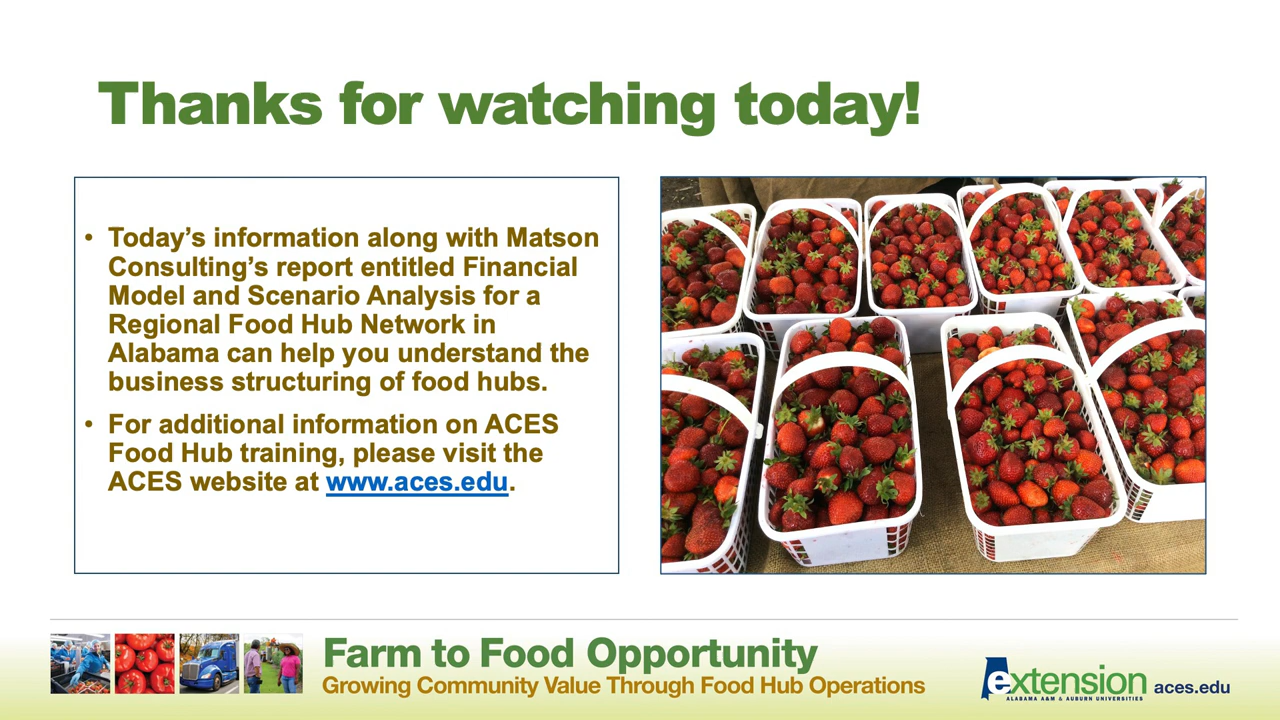 Thanks for watching today!
• Today’s information along with Matson
Consulting’s report entitled Financial
Model and Scenario Analysis for a
Regional Food Hub Network in
Alabama can help you understand the
business structuring of food hubs.
• For additional information on ACES
Food Hub training, please visit the
ACES website at www.aces.edu.
Farm to Food Opportunity
Growing Community Value Through Food Hub Operations
extension
ALABAMA A&M & AUBURN UNIVERSITIES
aces.edu